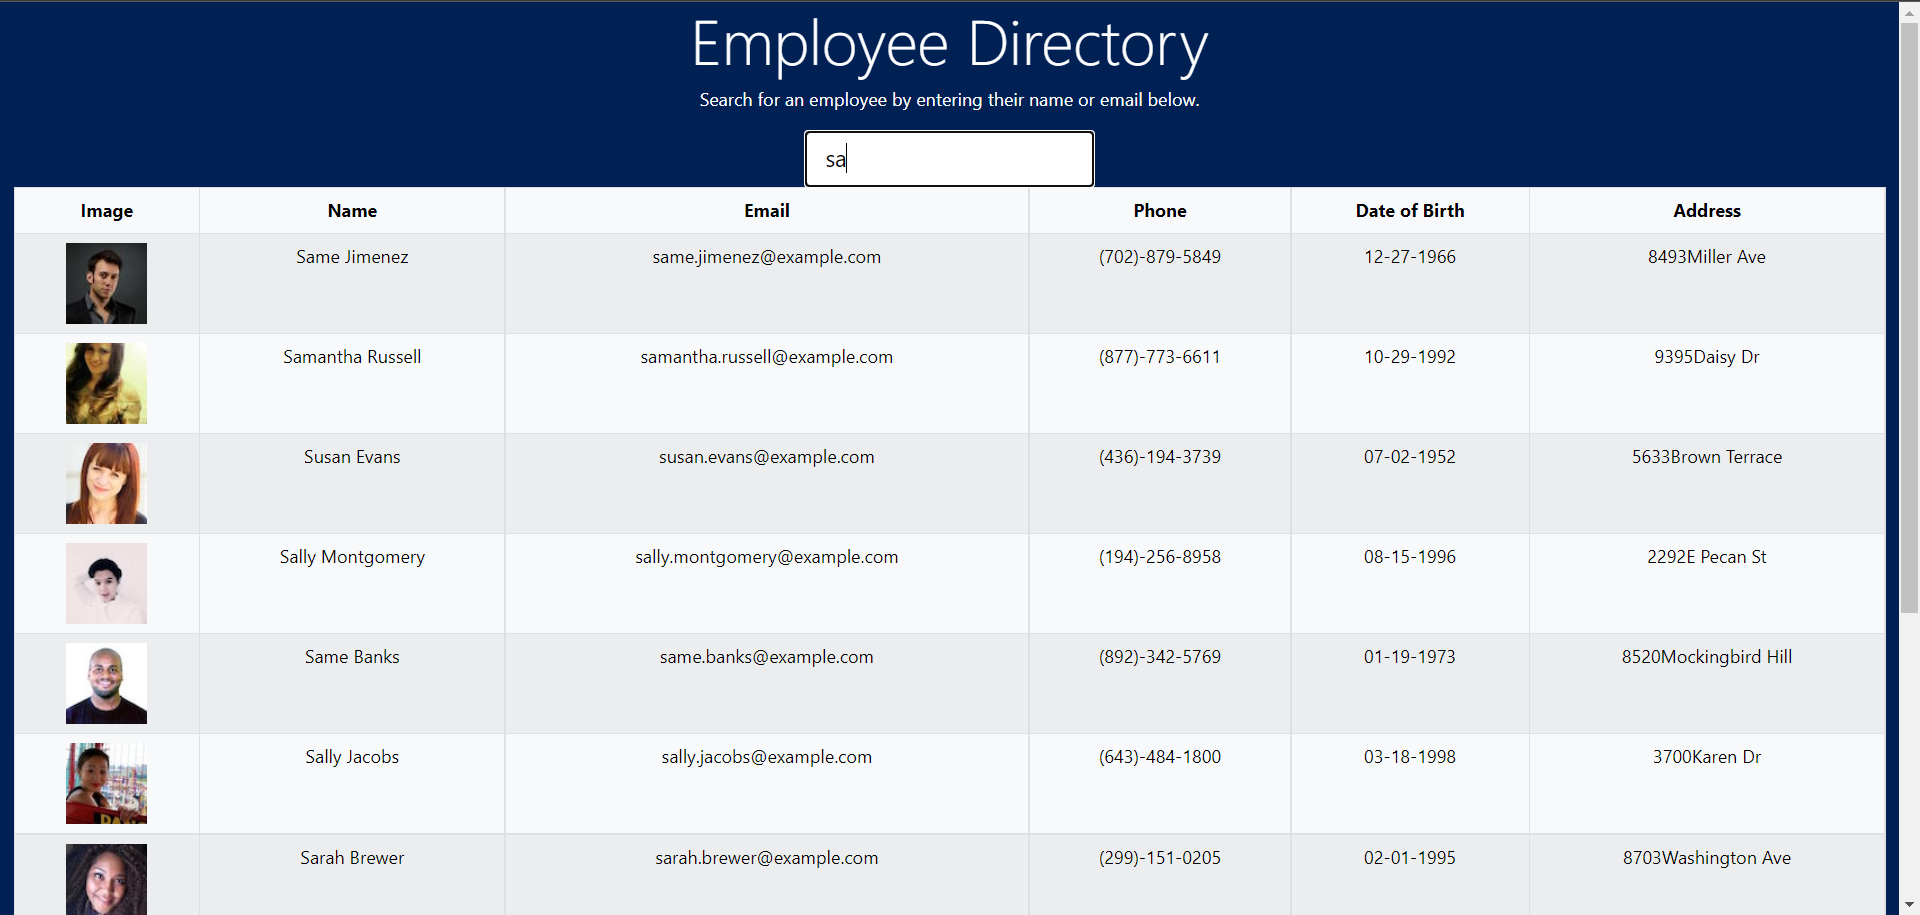 Employee Directory
Search for an employee by entering their name or email below.
sa
Image Name Email Phone Date of Birth Address
Same Jimenez same.jimenez@example.com (702)-879-5849 12-27-1966 8493Miller Ave
Samantha Russell samantha.russell@example.com (877)-773-6611 10-29-1992 9395Daisy Dr
Susan Evans susan.evans@example.com (436)-194-3739 07-02-1952 5633Brown Terrace
Sally Montgomery sally.montgomery@example.com (194)-256-8958 08-15-1996 2292E Pecan St
Same Banks same.banks@example.com (892)-342-5769 01-19-1973 8520Mockingbird Hill
Sally Jacobs sally.jacobs@example.com (643)-484-1800 03-18-1998 3700Karen Dr
Sarah Brewer sarah.brewer@example.com (299)-151-0205 02-01-1995 8703Washington Ave